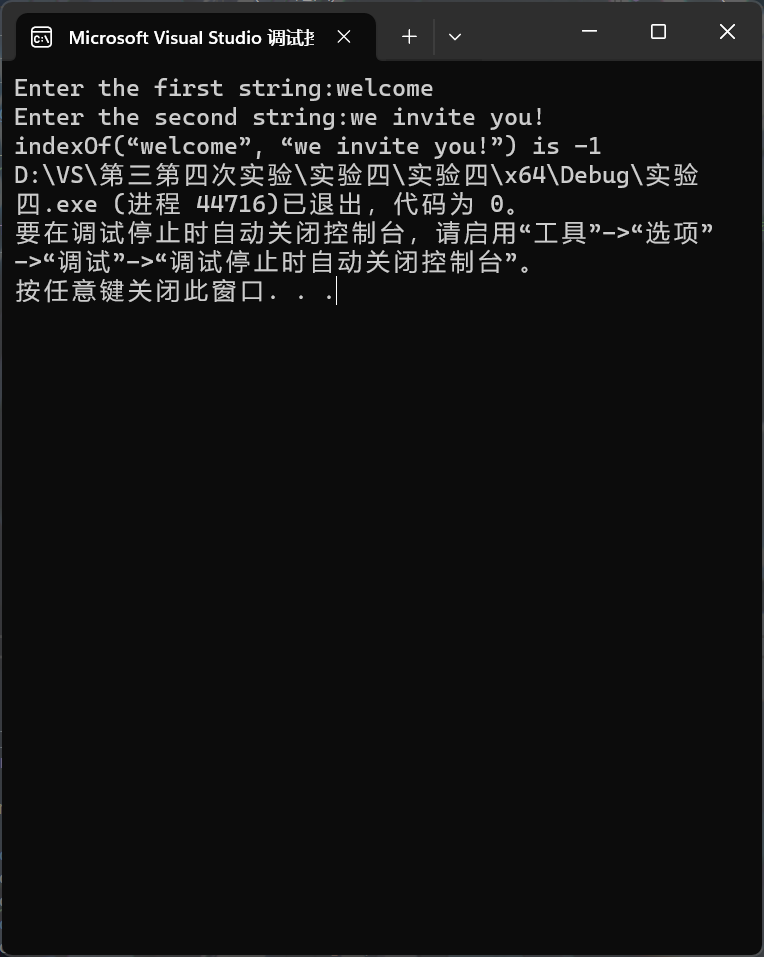 Microsoft Visual Studio 调试
Enter the first string:welcome
Enter the second string:we invite you!
indexOf(“welcome”, “we invite you!”) is -1
D:\VS\第三第四次实验\实验四\实验四\x64\Debug\实验
四.exe (进程 44716)已退出，代码为 0。
要在调试停止时自动关闭控制台，请启用“工具”->“选项”
->“调试”->“调试停止时自动关闭控制台”。
按任意键关闭此窗口. . .